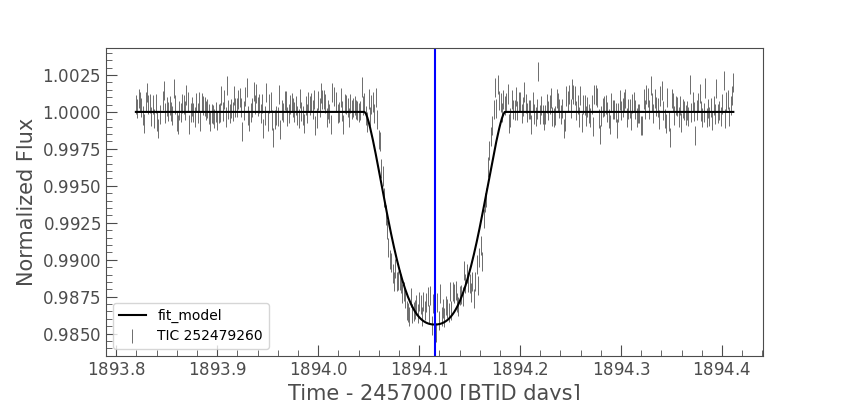 Normalized Flux
1.0025
1.0000
0.9975
0.9950
0.9925
0.9900
0.9875
0.9850
fit_model
TIC 252479260
1893.8 1893.9 1894.0 1894.1 1894.2 1894.3 1894.4
Time - 2457000 [BTJD days]